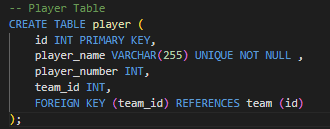 -- Player Table
CREATE TABLE player (
    id INT PRIMARY KEY,
    player_name VARCHAR(255) UNIQUE NOT NULL ,
    player_number INT,
    team_id INT,
    FOREIGN KEY (team_id) REFERENCES team (id)
);